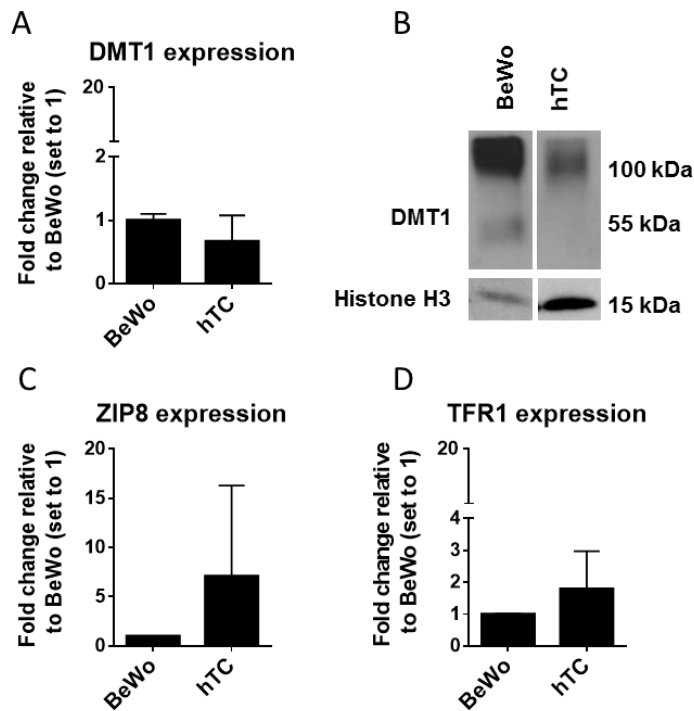 A
DMT1 expression
Fold change relative
to BeWo (set to 1)
20
2
1
0
BeWo
hTC
B
BeWo
hTC
DMT1
100 kDa
55 kDa
Histone H3
15 kDa
C
ZIP8 expression
Fold change relative
to BeWo (set to 1)
20
15
10
5
0
BeWo
hTC
D
TFR1 expression
Fold change relative
to BeWo (set to 1)
20
4
3
2
1
0
BeWo
hTC